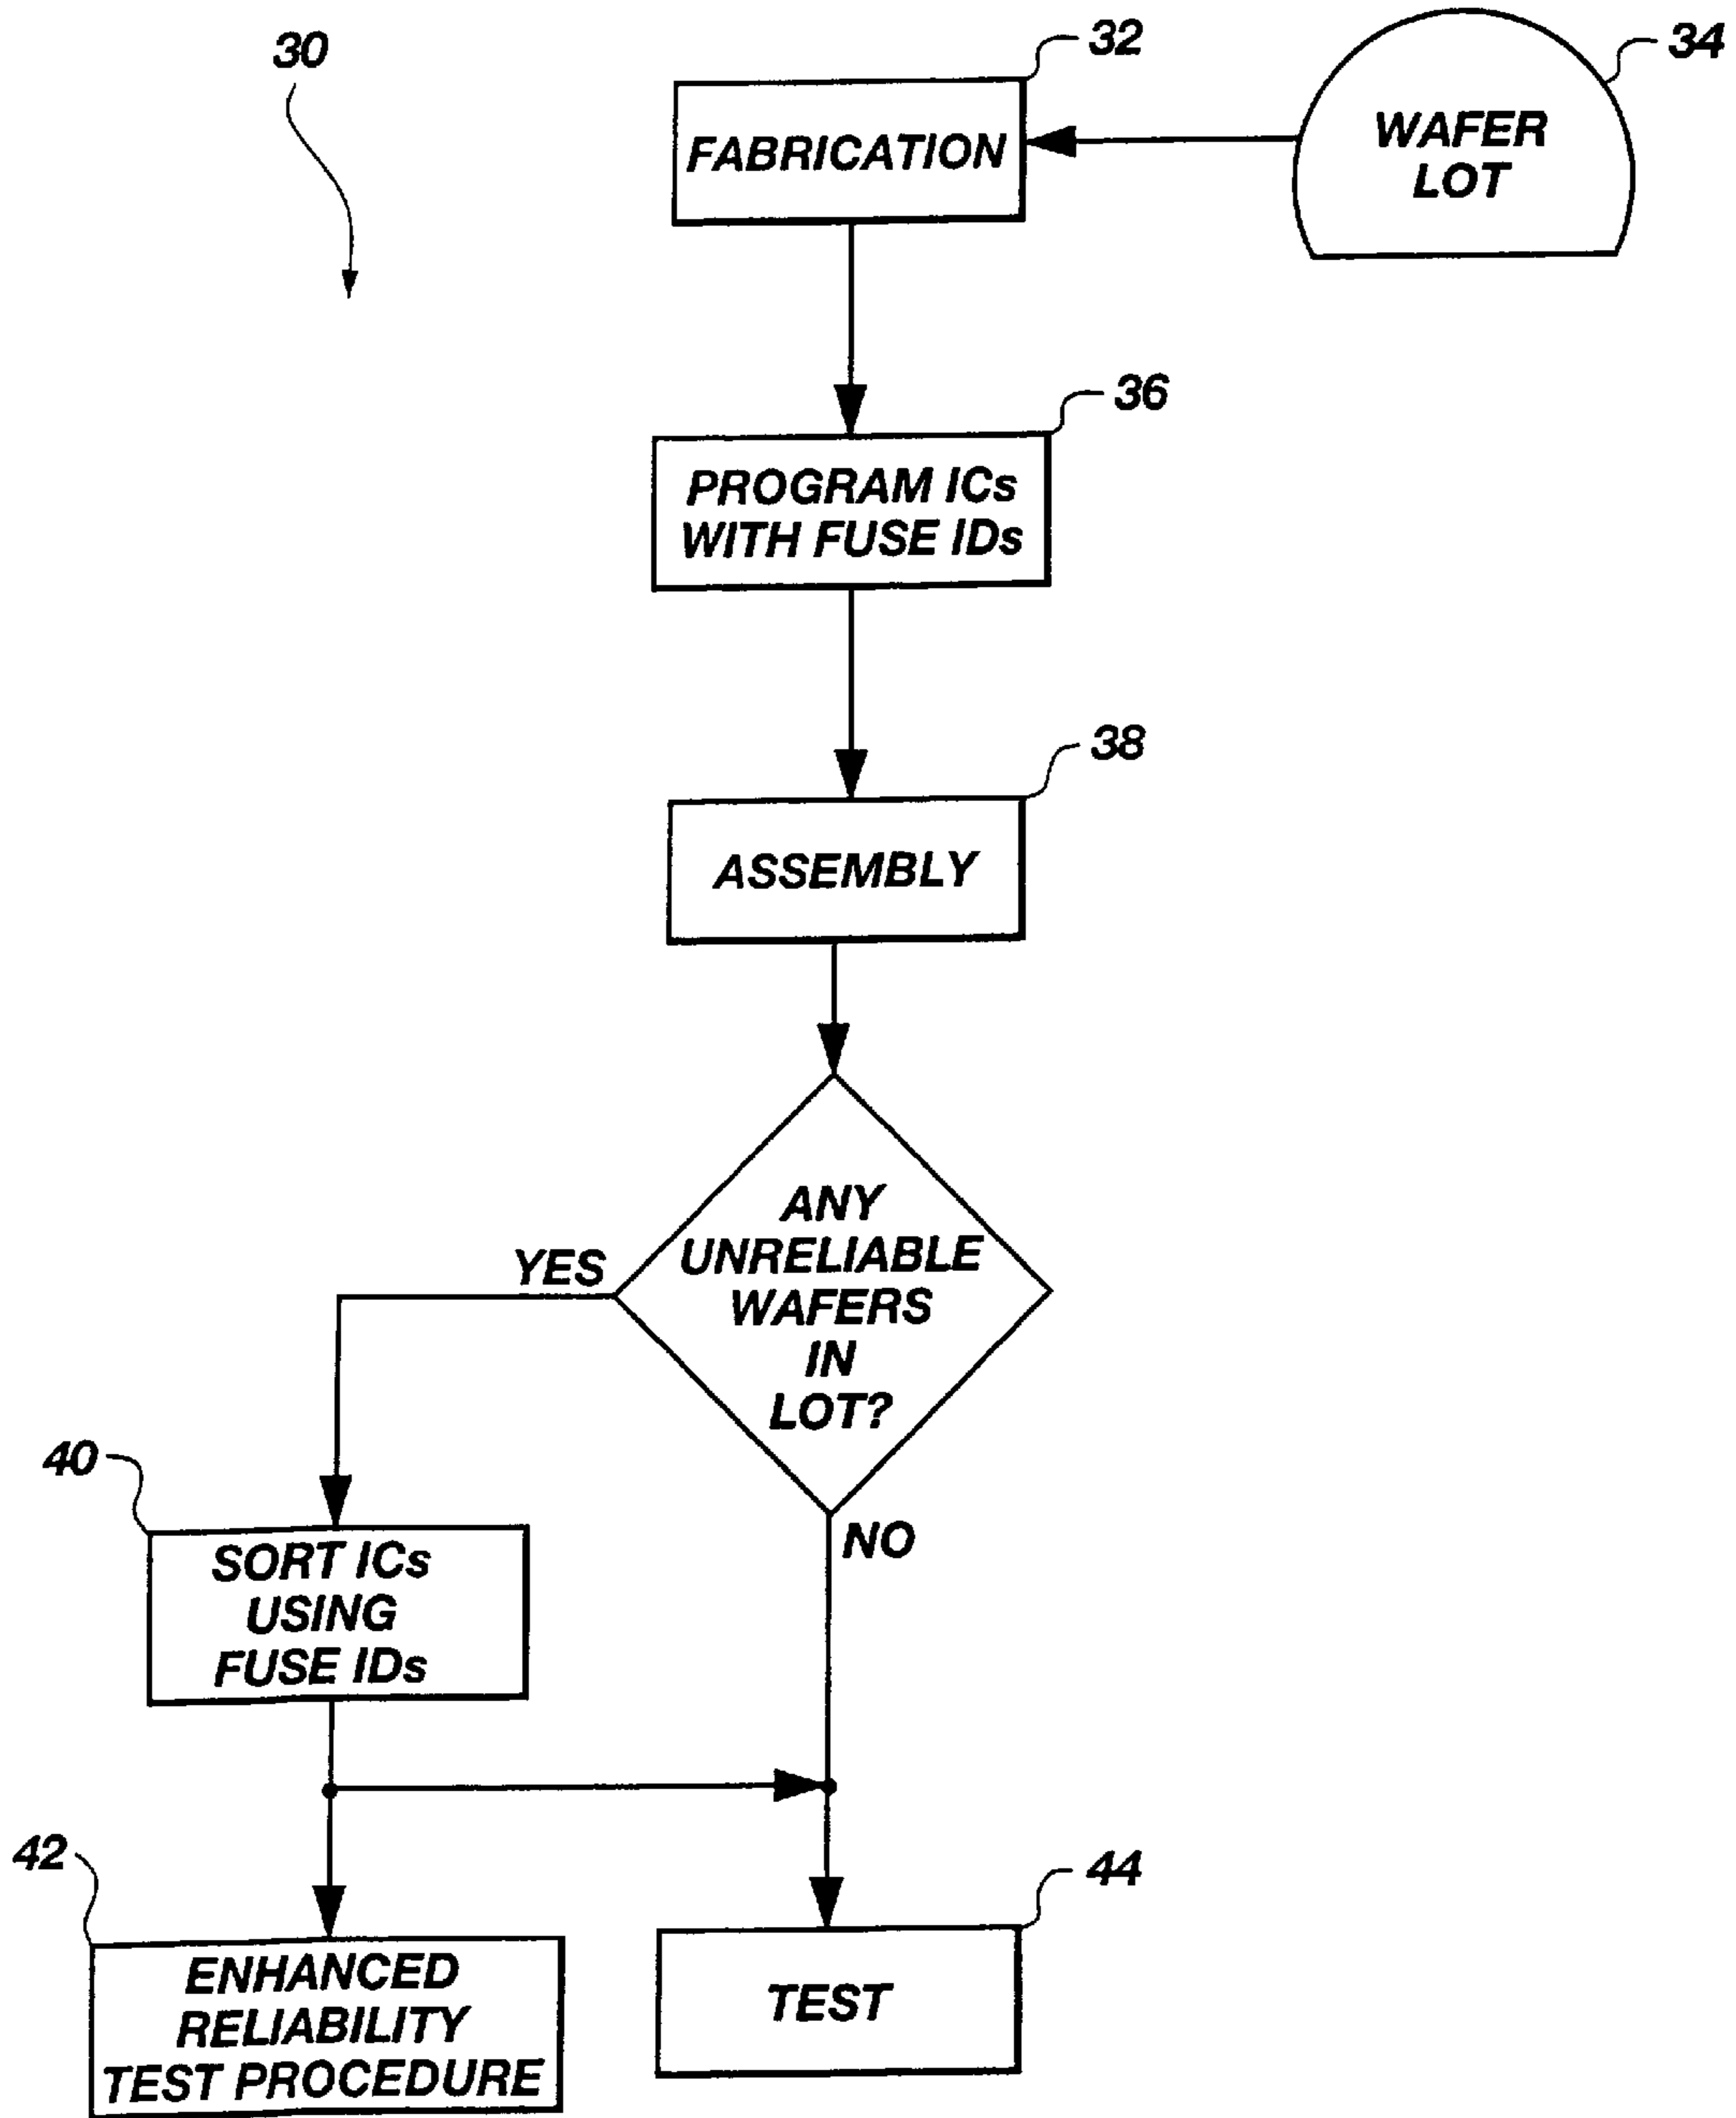 30
32
34
FABRICATION
WAFER
LOT
36
PROGRAM ICs
WITH FUSE IDs
38
ASSEMBLY
ANY
UNRELIABLE
WAFERS
IN
LOT?
YES
NO
40
SORT ICs
USING
FUSE IDs
42
ENHANCED
RELIABILITY
TEST PROCEDURE
44
TEST